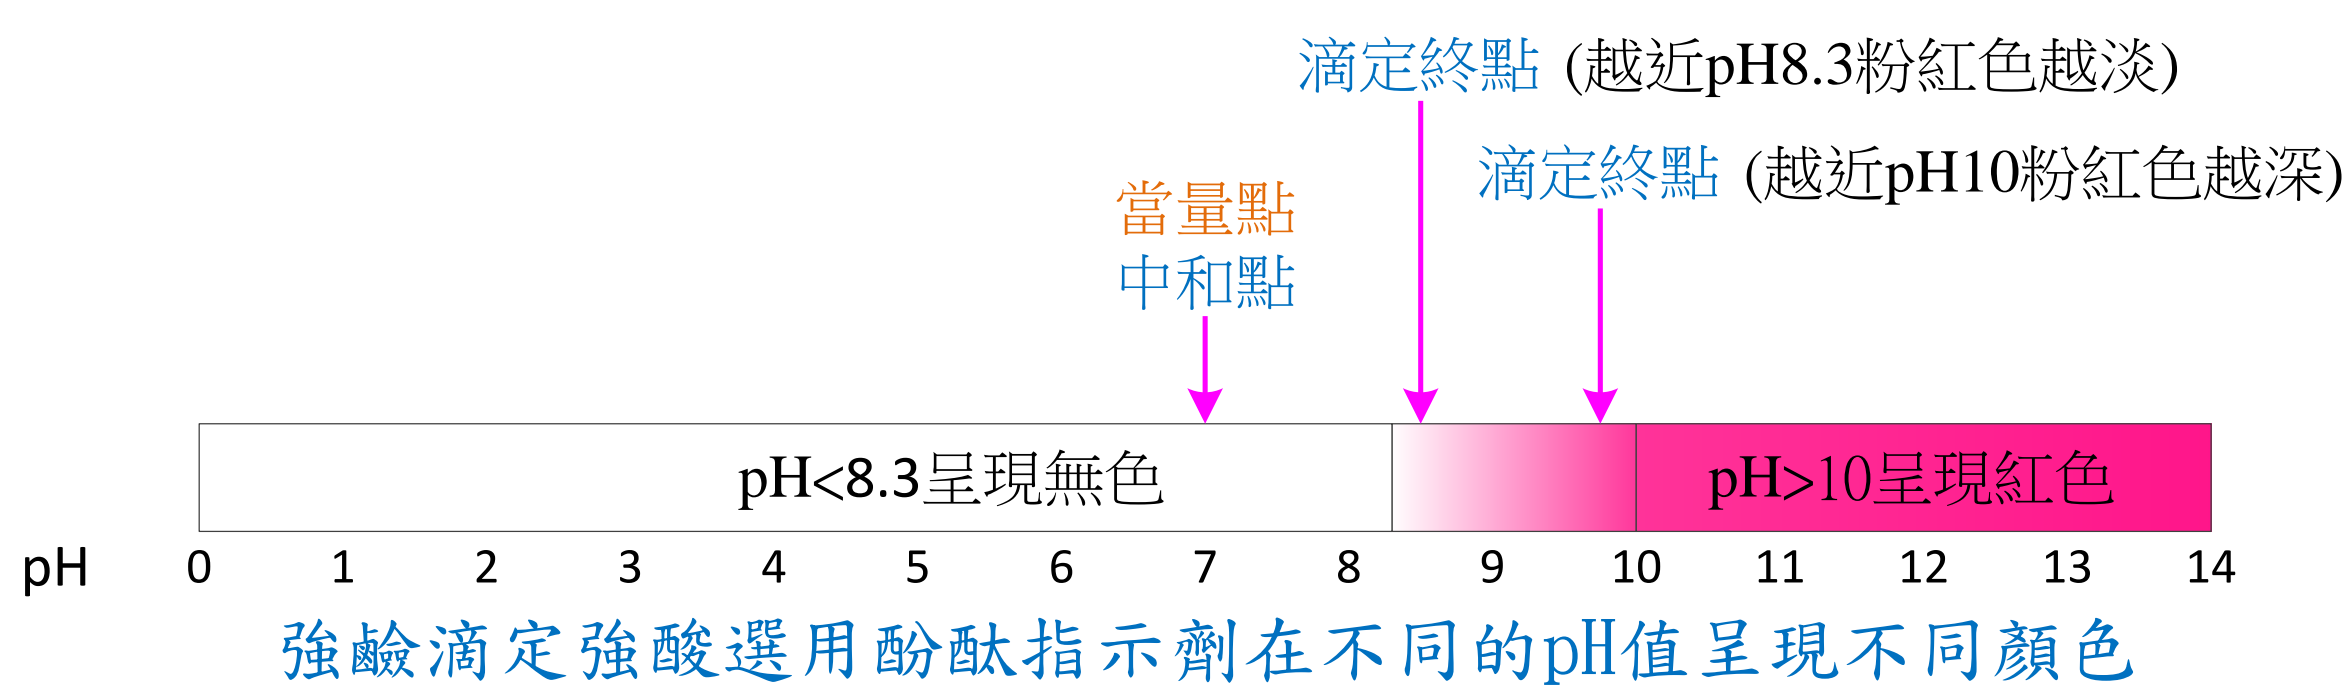 滴定終點 (越近pH8.3粉紅色越淡)
滴定終點 (越近pH10粉紅色越深)
當量點
中和點
pH<8.3呈現無色
pH>10呈現紅色
pH 0 1 2 3 4 5 6 7 8 9 10 11 12 13 14
強鹼滴定強酸選用酚酞指示劑在不同的pH值呈現不同顏色